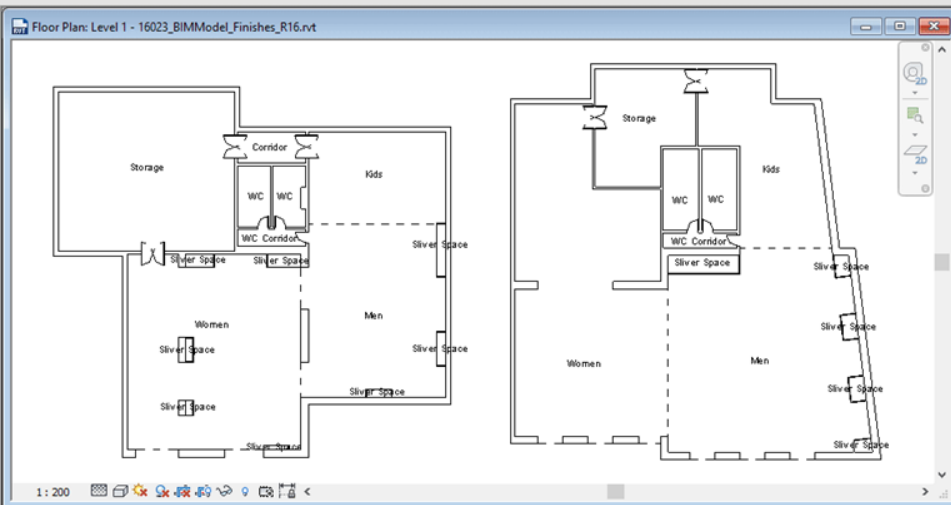 Floor Plan: Level 1 - 16023_BIMModel_Finishes_R16.rvt
2D
2D
Storage
Corridor
Kids
WC
WC
WC Corridor
Sliver Space
Sliver Space
Sliver Space
Women
Men
Sliver Space
Sliver Space
Sliver Space
Sliver Space
Sliver Space
Storage
Kids
WC
WC
WC Corridor
Sliver Space
Sliver Space
Sliver Space
Women
Men
Sliver Space
Sliver Space
1 : 200